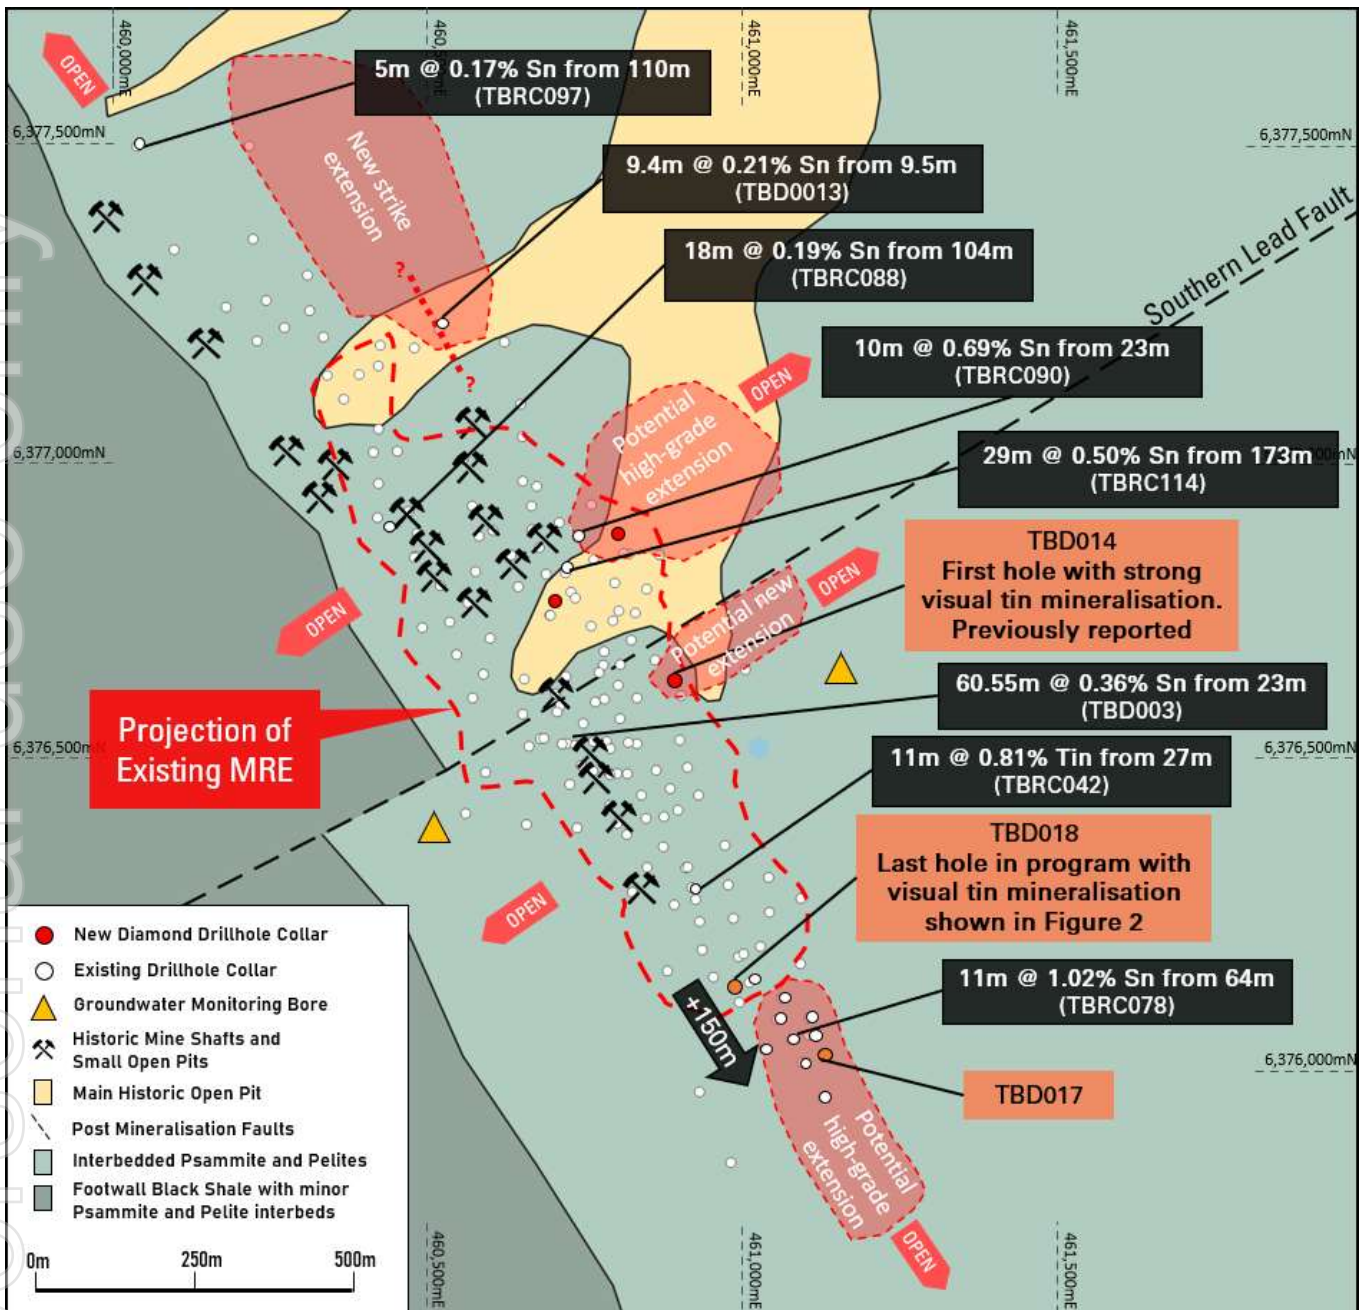 460,000mE
461,000mE
461,500mE
OPEN
5m @ 0.17% Sn from 110m
(TBRC097)
6,377,500mN
6,377,500mN
New strike
extension
9.4m @ 0.21% Sn from 9.5m
(TBD0013)
18m @ 0.19% Sn from 104m
(TBRC088)
?
?
Southern Lead Fault
10m @ 0.69% Sn from 23m
(TBRC090)
OPEN
Potential
high-grade
extension
6,377,000mN
29m @ 0.50% Sn from 173m
(TBRC114)
TBD014
First hole with strong
visual tin mineralisation.
Previously reported
OPEN
Potential new
extension
OPEN
60.55m @ 0.36% Sn from 23m
(TBD003)
Projection of
Existing MRE
6,376,500mN
6,376,500mN
11m @ 0.81% Tin from 27m
(TBRC042)
TBD018
Last hole in program with
visual tin mineralisation
shown in Figure 2
OPEN
11m @ 1.02% Sn from 64m
(TBRC078)
+150m
6,376,000mN
TBD017
Potential
high-grade
extension
OPEN
New Diamond Drillhole Collar
Existing Drillhole Collar
Groundwater Monitoring Bore
Historic Mine Shafts and
Small Open Pits
Main Historic Open Pit
Post Mineralisation Faults
Interbedded Psammite and Pelites
Footwall Black Shale with minor
Psammite and Pelite interbeds
0m 250m 500m
460,500mE
461,000mE
461,500mE